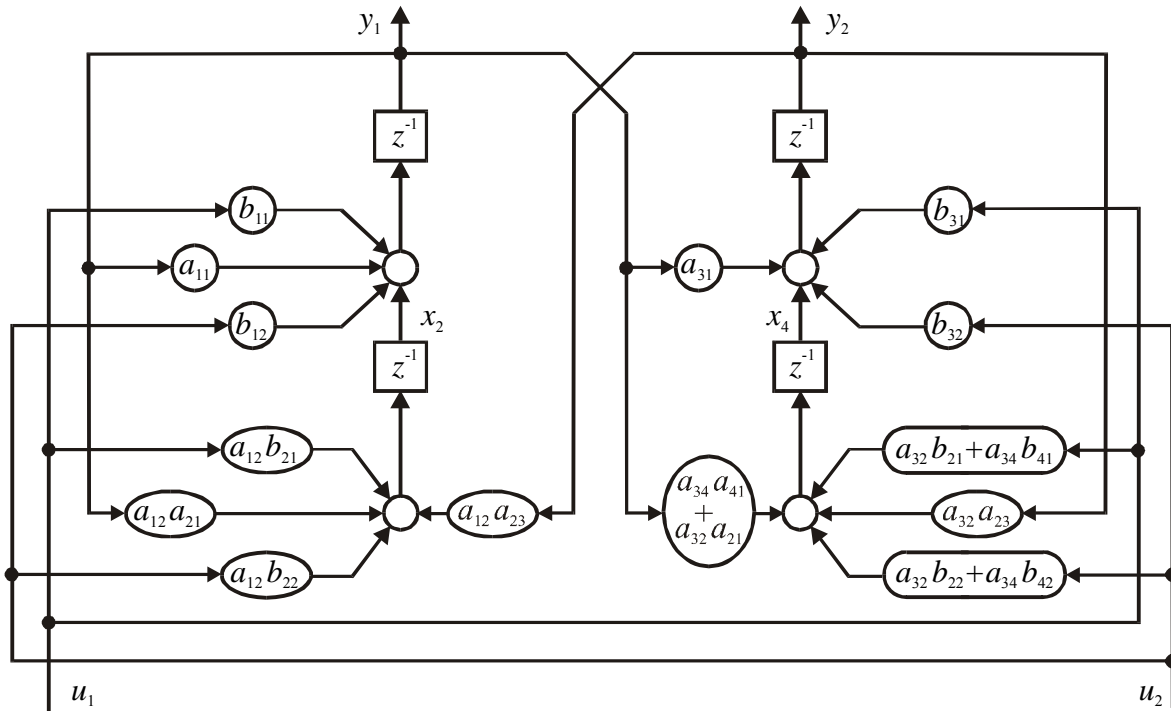 y₁ y₂
z⁻¹ z⁻¹
b₁₁ b₃₁
a₁₁ a₃₁
b₁₂ x₂ x₄ b₃₂
z⁻¹ z⁻¹
a₁₂b₂₁ a₃₂b₂₁+a₃₄b₄₁
a₁₂a₂₁ a₁₂a₂₃ a₃₄a₄₁+a₃₂a₂₁ a₃₂a₂₃
a₁₂b₂₂ a₃₂b₂₂+a₃₄b₄₂
u₁ u₂